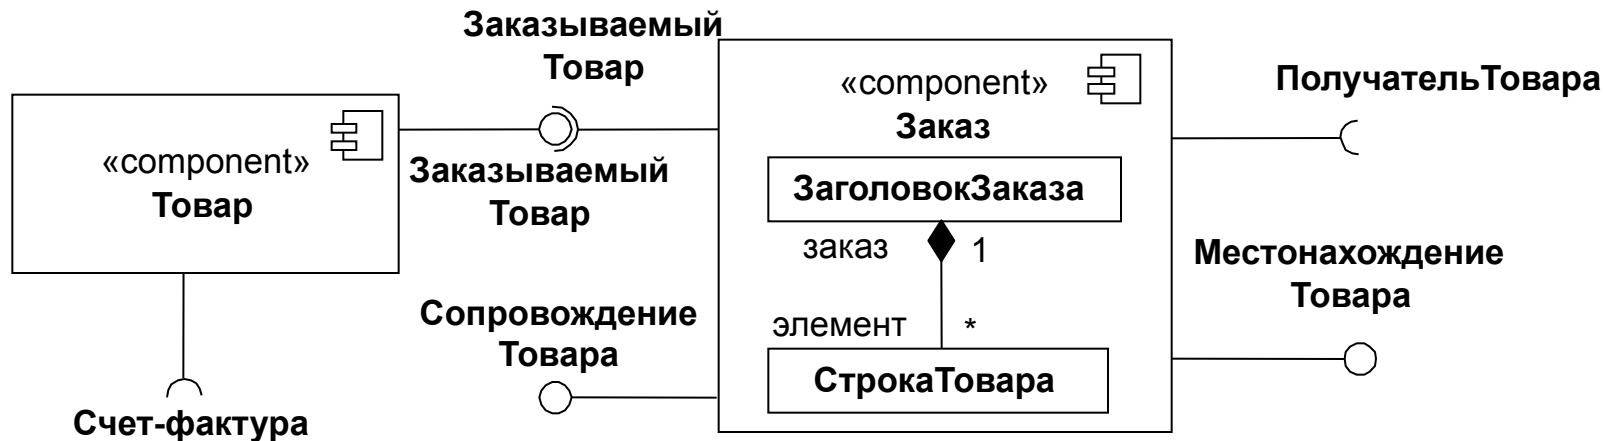 Заказываемый
Товар
«component»
Товар
Заказываемый
Товар
Счет-фактура
Сопровождение
Товара
«component»
Заказ
ЗаголовокЗаказа
заказ 1
элемент *
СтрокаТовара
ПолучательТовара
Местонахождение
Товара